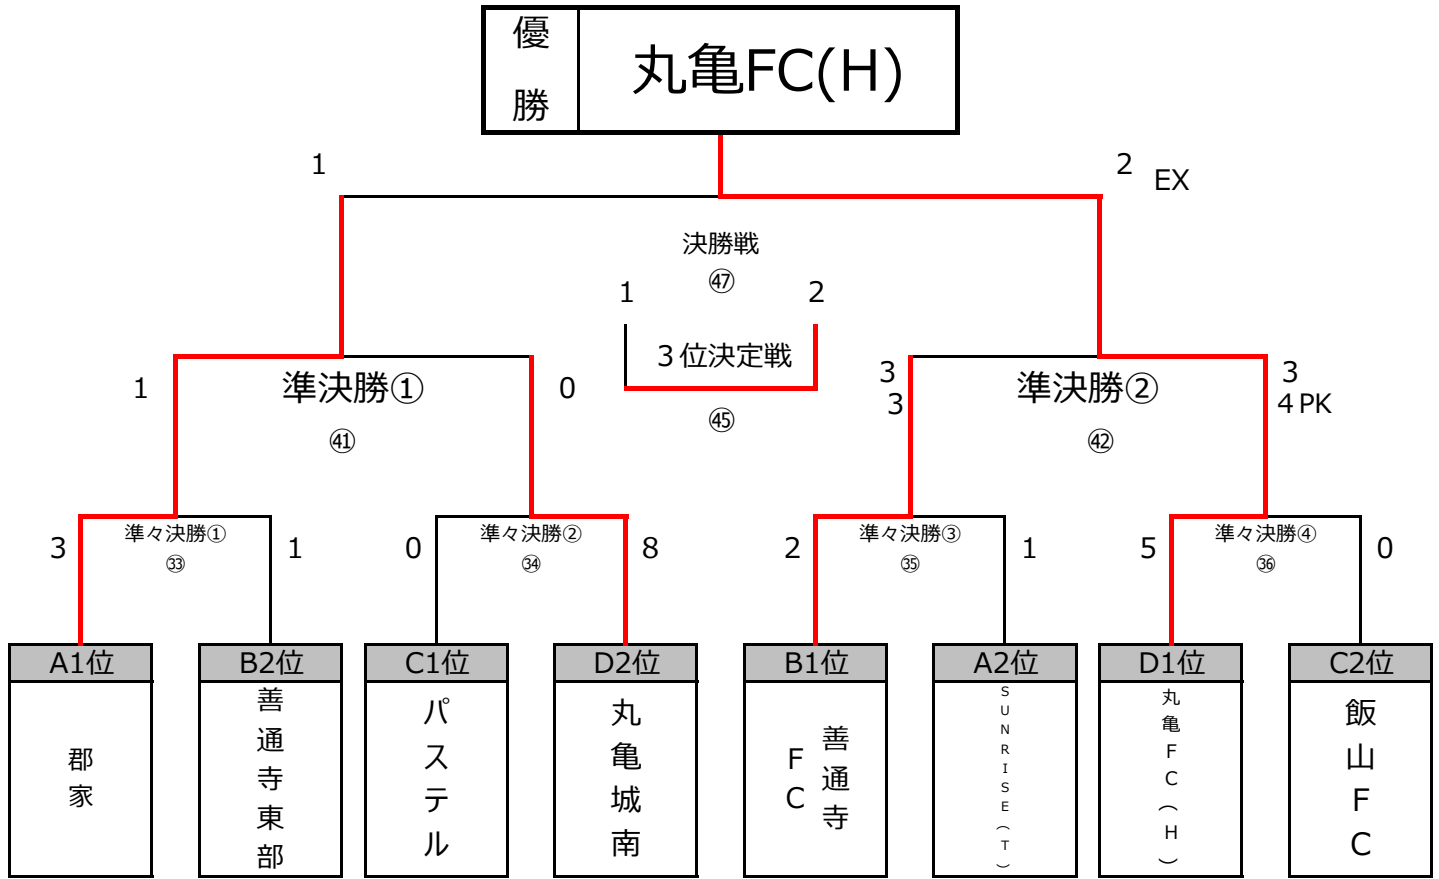 優勝
丸亀FC(H)
1
2 EX
決勝戦
㊼
1
2
３位決定戦
㊺
1
準決勝①
0
㊶
3
3
準決勝②
3
４PK
㊷
3
準々決勝①
1
㉝
0
準々決勝②
8
㉞
2
準々決勝③
1
㉟
5
準々決勝④
0
㊱
A1位
B2位
C1位
D2位
B1位
A2位
D1位
C2位
郡家
善通寺東部
パステル
丸亀城南
善通寺
FC
SUNRISE(T)
丸亀FC(H)
飯山FC